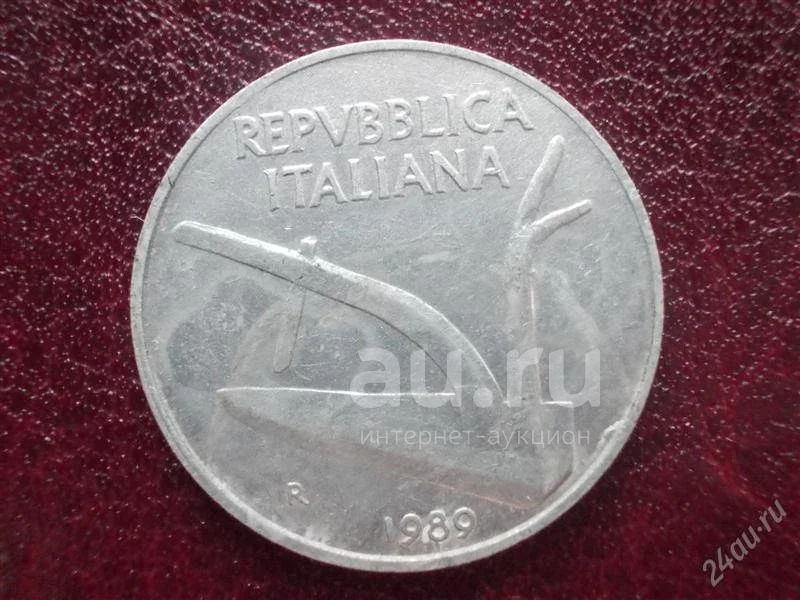 REPVBBLICA
ITALIANA
au.ru
интернет-аукцион
R
1989
24au.ru